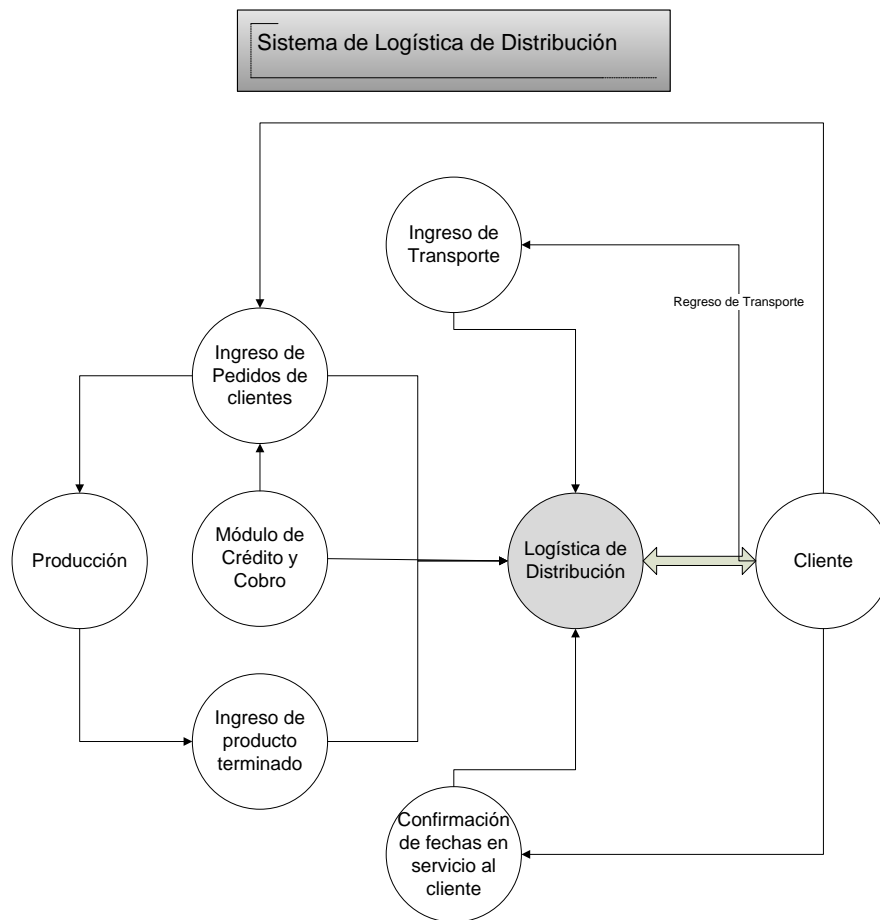 Sistema de Logística de Distribución
Ingreso de
Transporte
Regreso de Transporte
Ingreso de
Pedidos de
clientes
Producción
Módulo de
Crédito y
Cobro
Logística de
Distribución
Cliente
Ingreso de
producto
terminado
Confirmación
de fechas en
servicio al
cliente